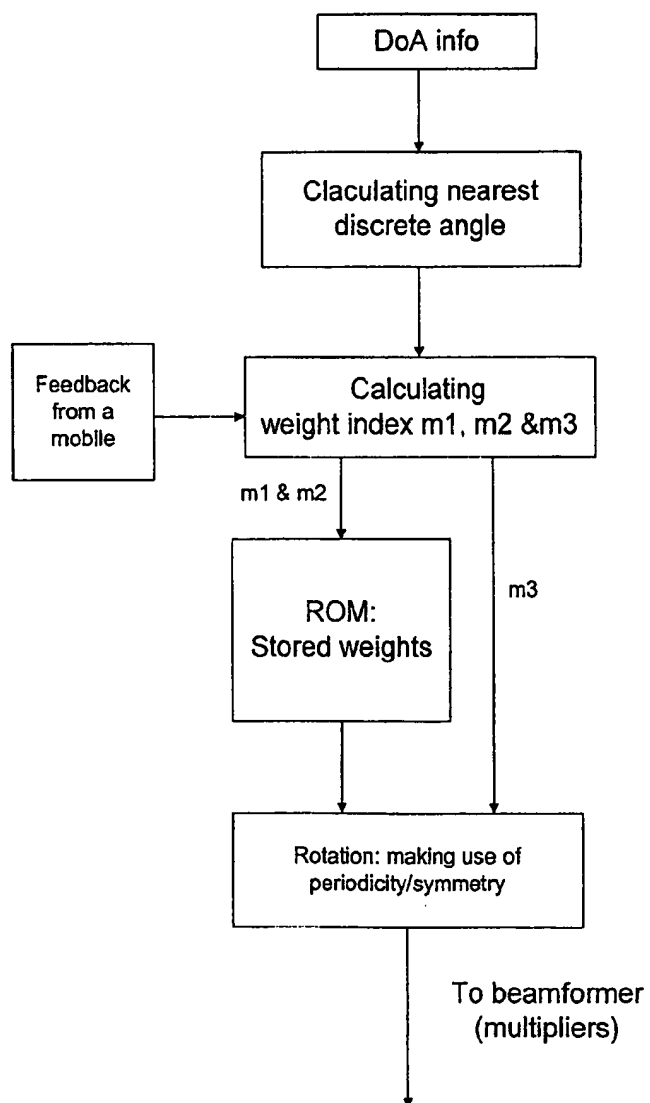 DoA info
Claculating nearest
discrete angle
Feedback
from a
mobile
Calculating
weight index m1, m2 &m3
m1 & m2
m3
ROM:
Stored weights
Rotation: making use of
periodicity/symmetry
To beamformer
(multipliers)